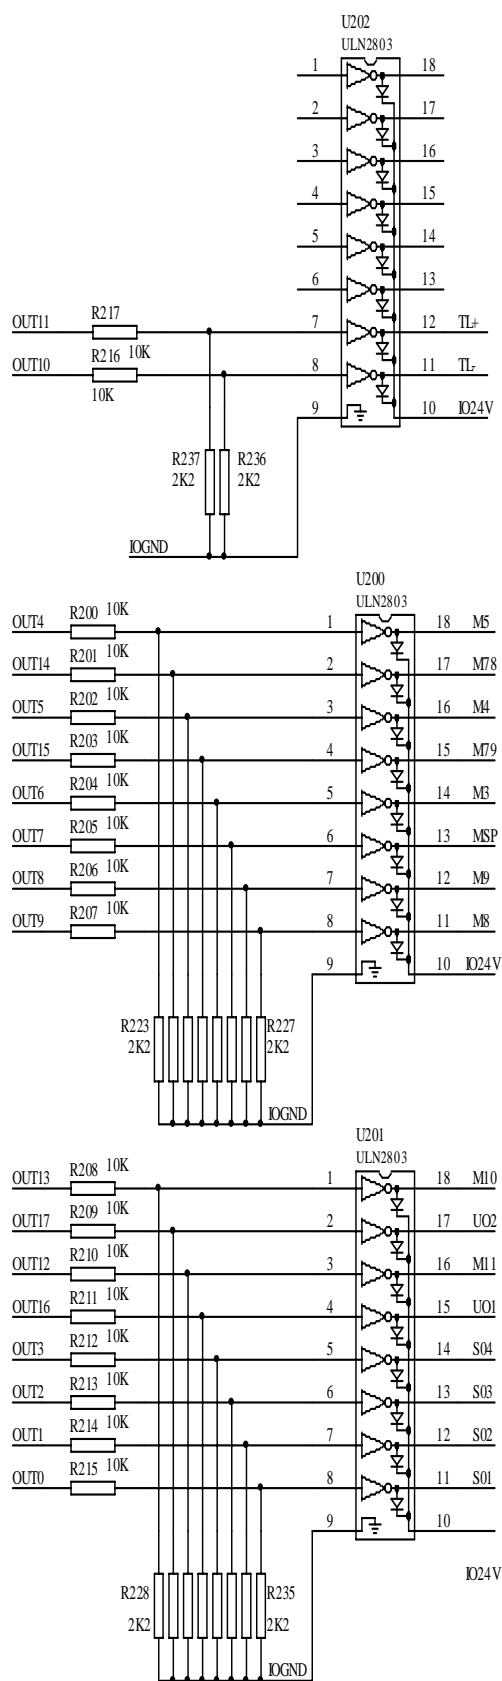 U202
ULN2803
1 18
2 17
3 16
4 15
5 14
6 13
OUT11 R217 10K 7 12 TL+
OUT10 R216 10K 8 11 TL-
9 10 IO24V
R237 R236
2K2 2K2
IOGND
U200
ULN2803
OUT4 R200 10K 1 18 M5
OUT14 R201 10K 2 17 M78
OUT5 R202 10K 3 16 M4
OUT15 R203 10K 4 15 M79
OUT6 R204 10K 5 14 M3
OUT7 R205 10K 6 13 MSP
OUT8 R206 10K 7 12 M9
OUT9 R207 10K 8 11 M8
9 10 IO24V
R223 R227
2K2 2K2
IOGND
U201
ULN2803
OUT13 R208 10K 1 18 M10
OUT17 R209 10K 2 17 UO2
OUT12 R210 10K 3 16 M11
OUT16 R211 10K 4 15 UO1
OUT3 R212 10K 5 14 S04
OUT2 R213 10K 6 13 S03
OUT1 R214 10K 7 12 S02
OUT0 R215 10K 8 11 S01
9 10
IO24V
R228 R235
2K2 2K2
IOGND